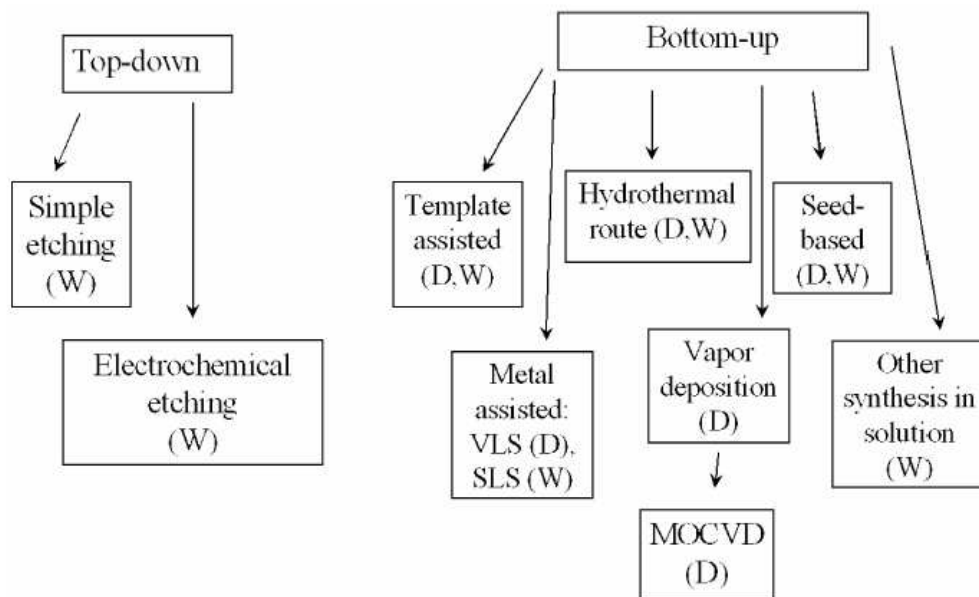 Top-down
Simple
etching
(W)
Electrochemical
etching
(W)
Bottom-up
Template
assisted
(D,W)
Hydrothermal
route (D,W)
Seed-
based
(D,W)
Metal
assisted:
VLS (D),
SLS (W)
Vapor
deposition
(D)
Other
synthesis in
solution
(W)
MOCVD
(D)